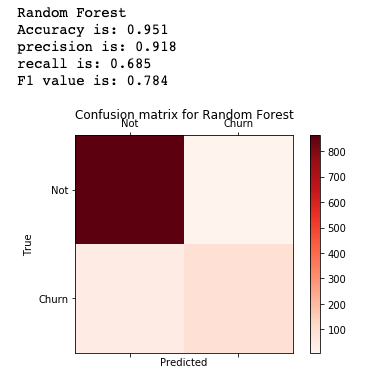 Random Forest
Accuracy is: 0.951
precision is: 0.918
recall is: 0.685
F1 value is: 0.784
Confusion matrix for Random Forest
Not Churn
Not
Churn
True
Predicted
800
700
600
500
400
300
200
100